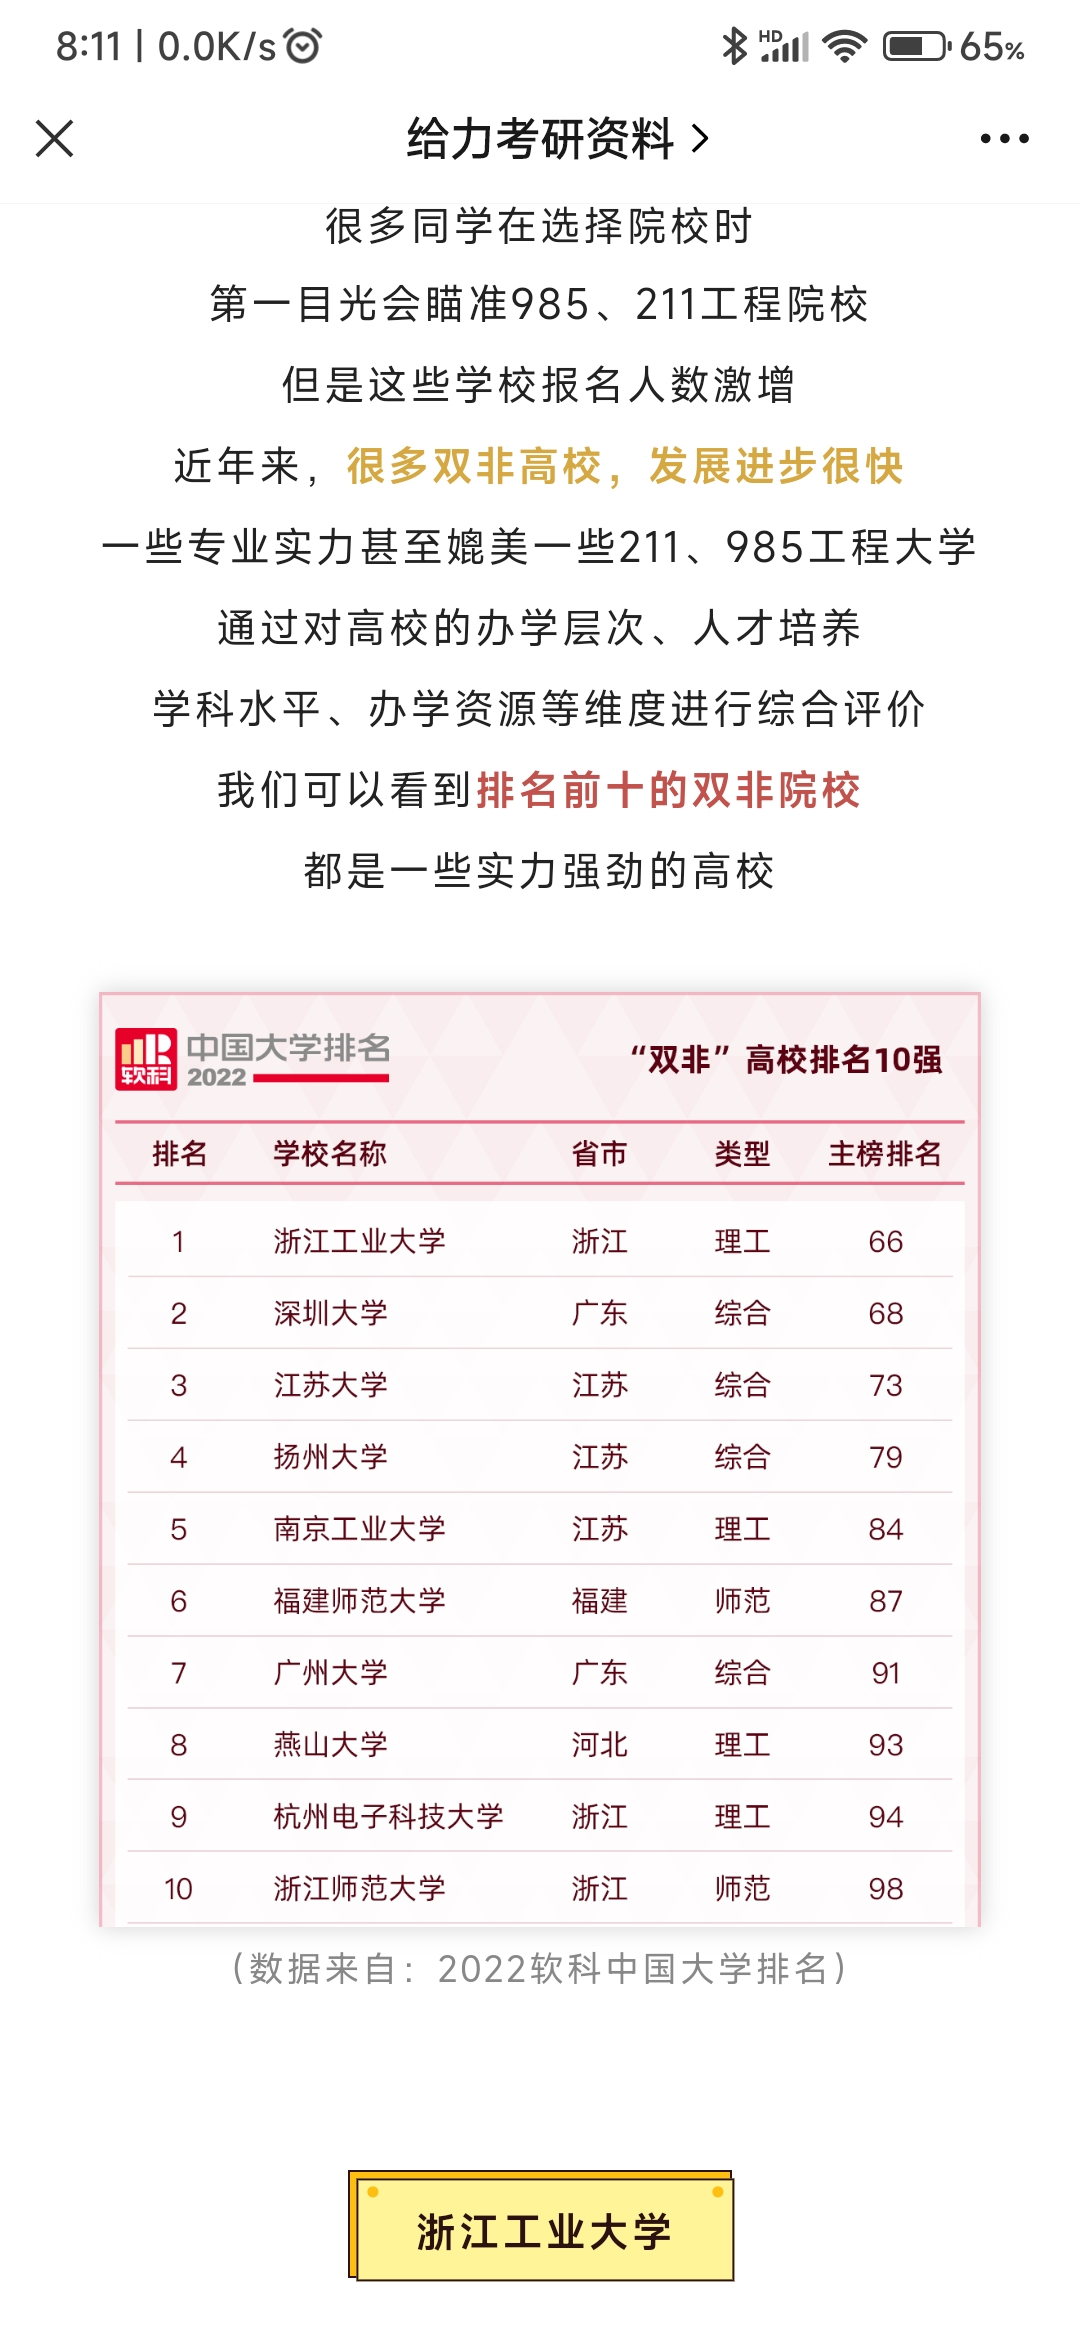 8:11 | 0.0K/s HD 65%
给力考研资料
很多同学在选择院校时
第一目光会瞄准985、211工程院校
但是这些学校报名人数激增
近年来，很多双非高校，发展进步很快
一些专业实力甚至媲美一些211、985工程大学
通过对高校的办学层次、人才培养
学科水平、办学资源等维度进行综合评价
我们可以看到排名前十的双非院校
都是一些实力强劲的高校
软科 中国大学排名 2022
“双非”高校排名10强
排名 学校名称 省市 类型 主榜排名
1 浙江工业大学 浙江 理工 66
2 深圳大学 广东 综合 68
3 江苏大学 江苏 综合 73
4 扬州大学 江苏 综合 79
5 南京工业大学 江苏 理工 84
6 福建师范大学 福建 师范 87
7 广州大学 广东 综合 91
8 燕山大学 河北 理工 93
9 杭州电子科技大学 浙江 理工 94
10 浙江师范大学 浙江 师范 98
（数据来自：2022软科中国大学排名）
浙江工业大学